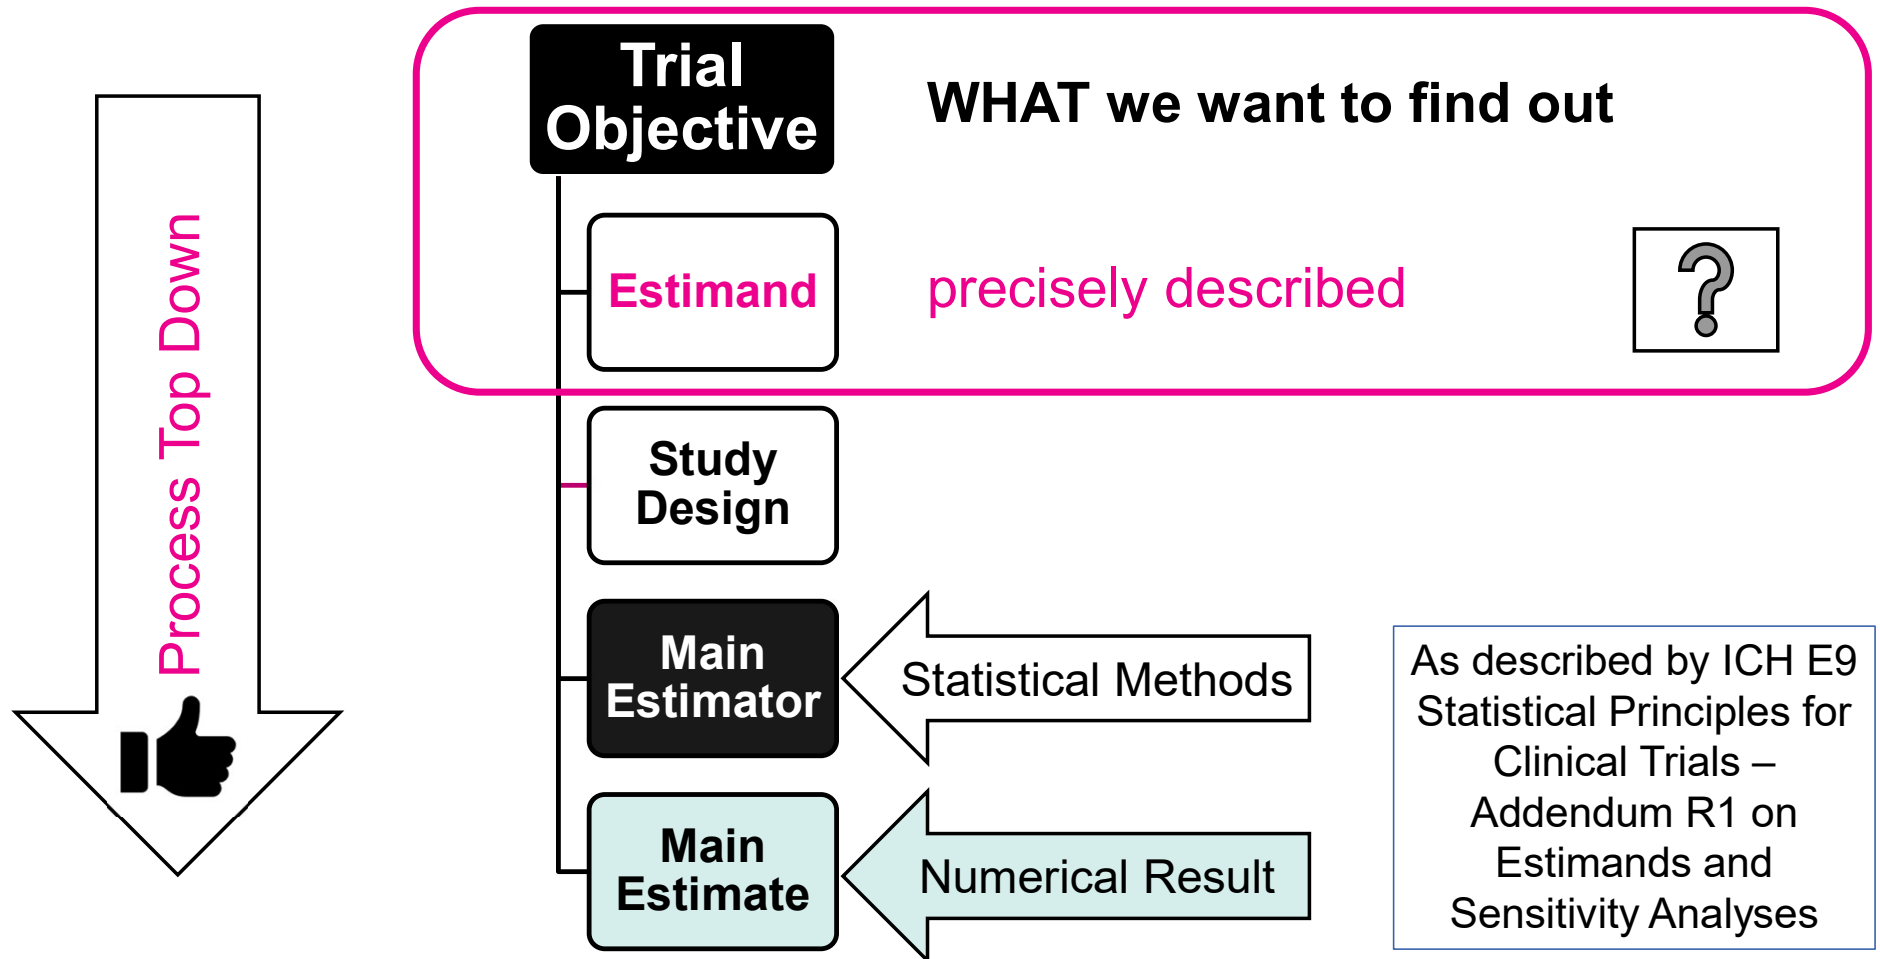 Trial
Objective
WHAT we want to find out
Process Top Down
Estimand
precisely described
?
Study
Design
Main
Estimator
Statistical Methods
Main
Estimate
Numerical Result
As described by ICH E9
Statistical Principles for
Clinical Trials –
Addendum R1 on
Estimands and
Sensitivity Analyses